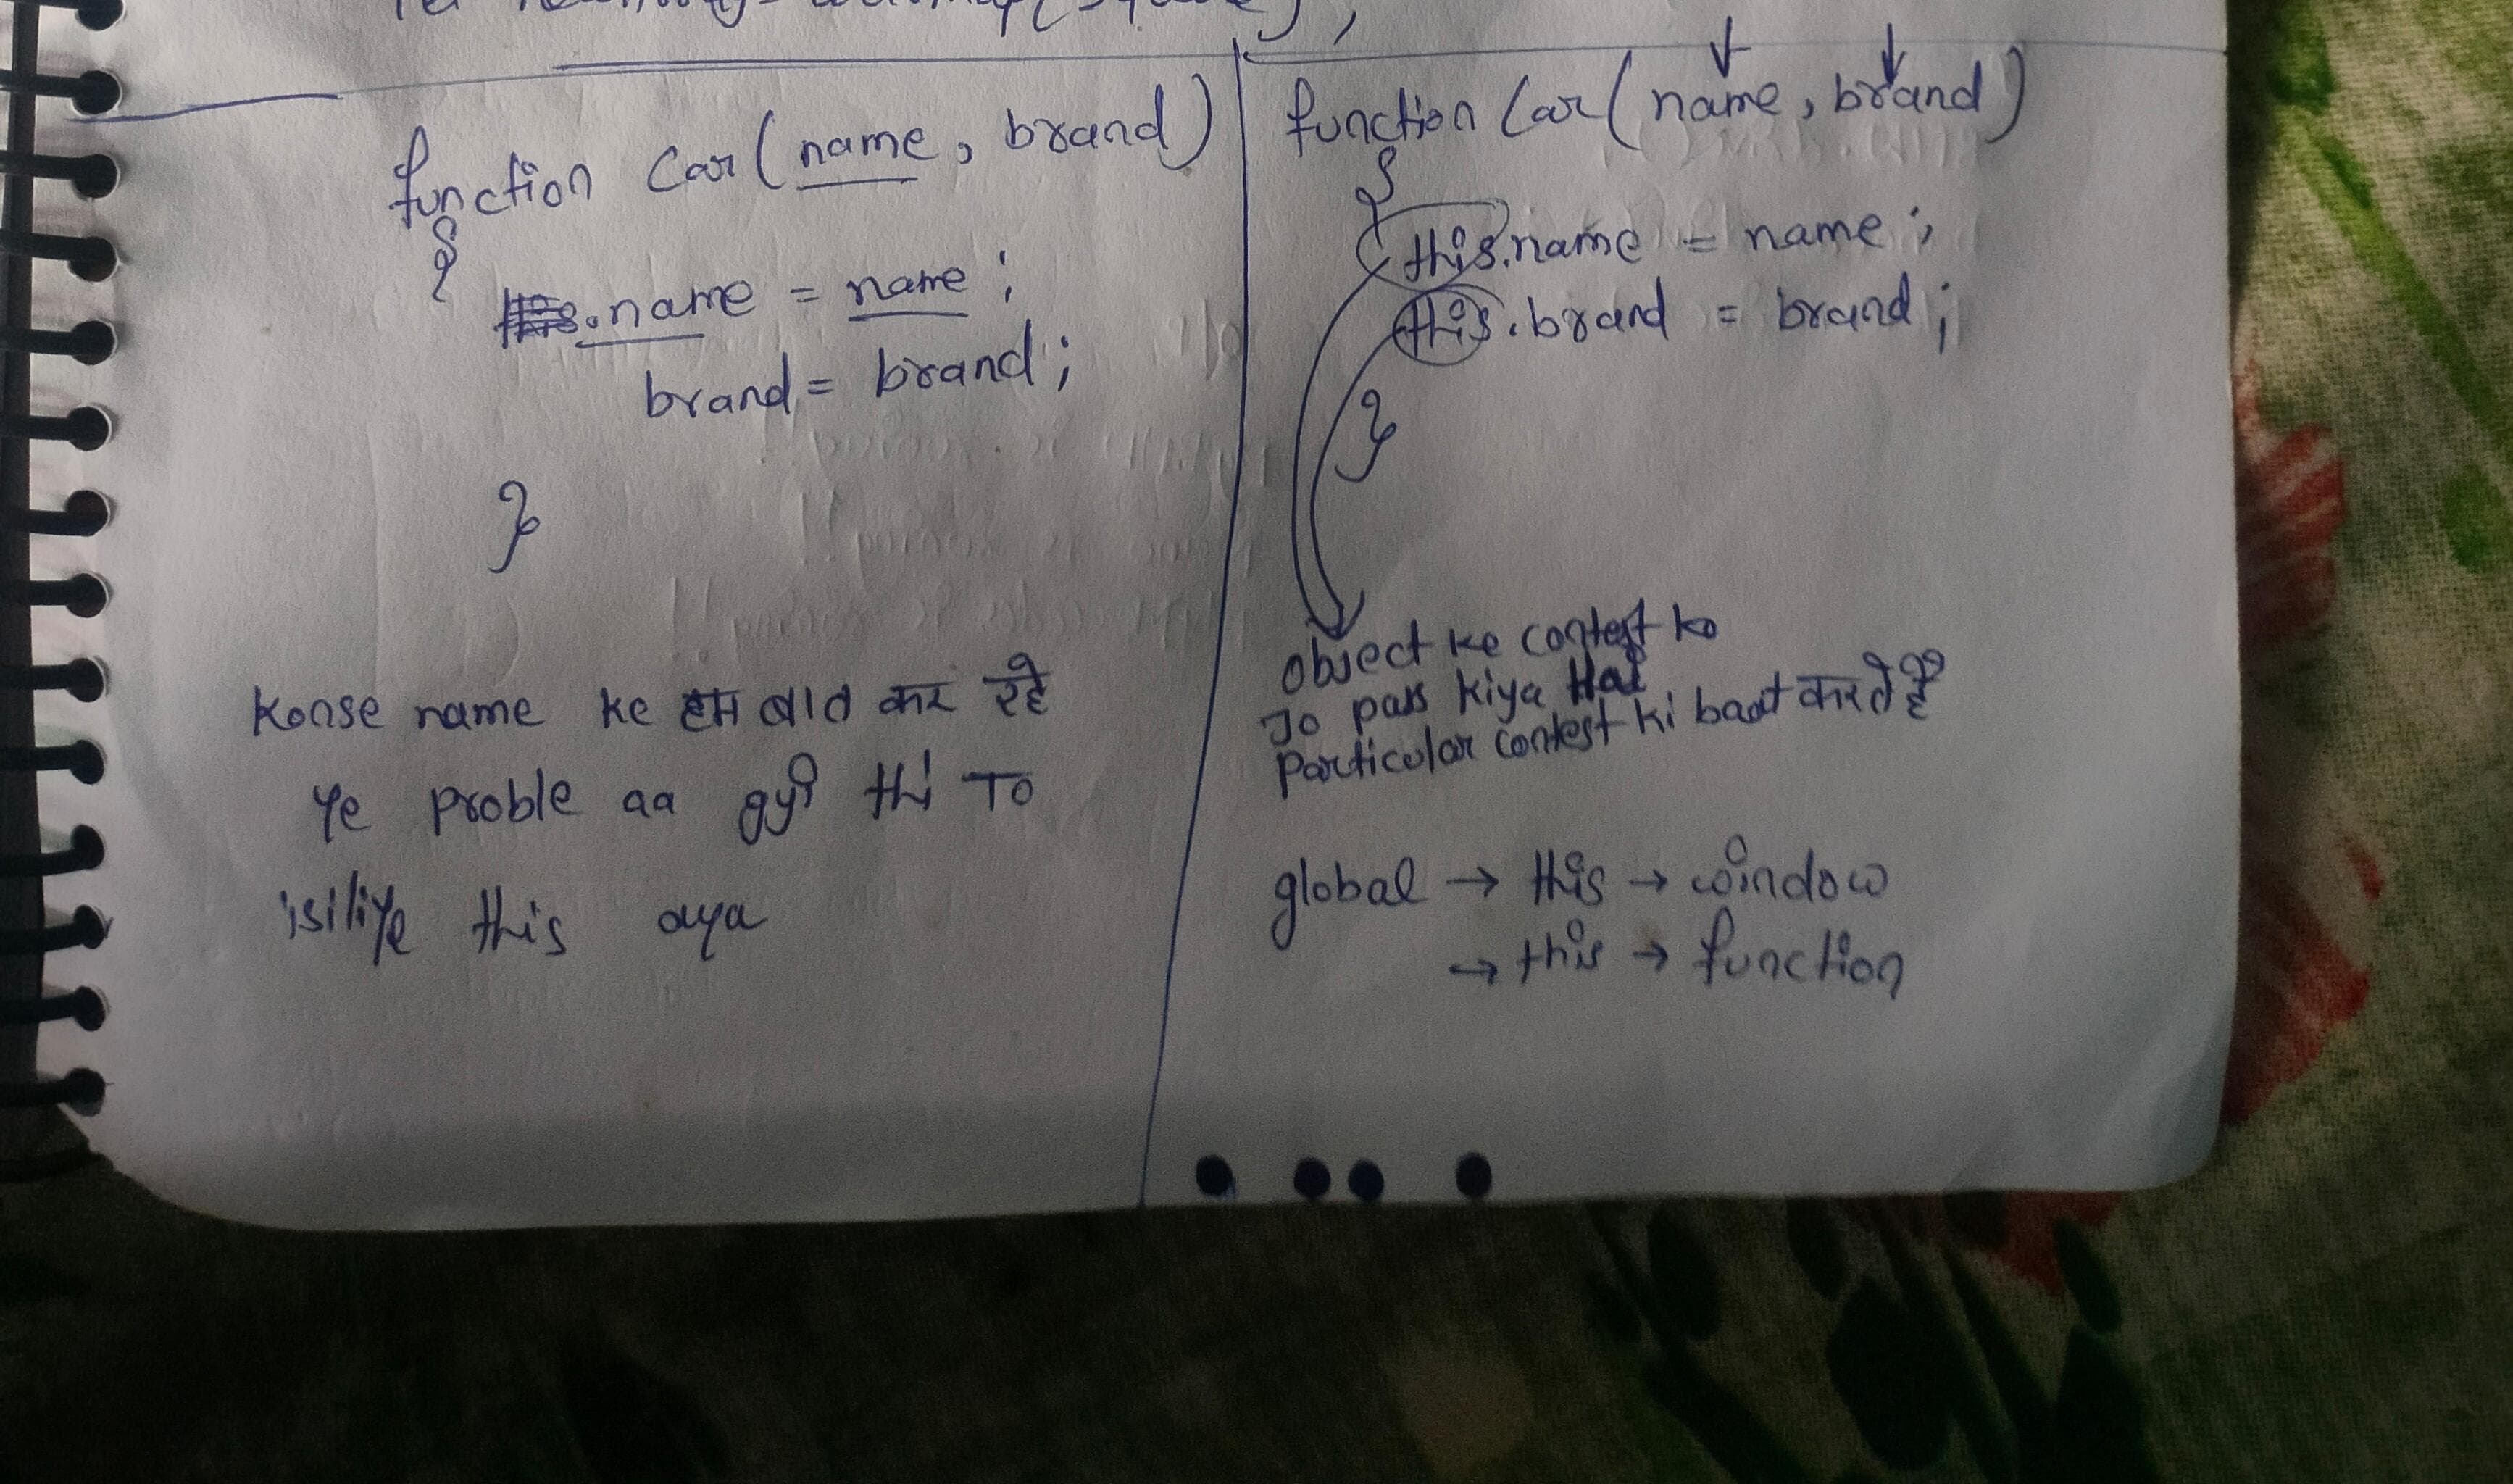 function Car (name, brand)
{
.name = name ;
brand = brand ;
}
Konse name ke हम बात कर रहे
Ye proble aa gyi thi To
isiliye this aya
function Car ( name , brand )
{
this.name = name ;
this.brand = brand ;
}
object ke contest ko
Jo pass kiya Hai
Particular contest ki baat करते हैं
global → this → window
→ this → function